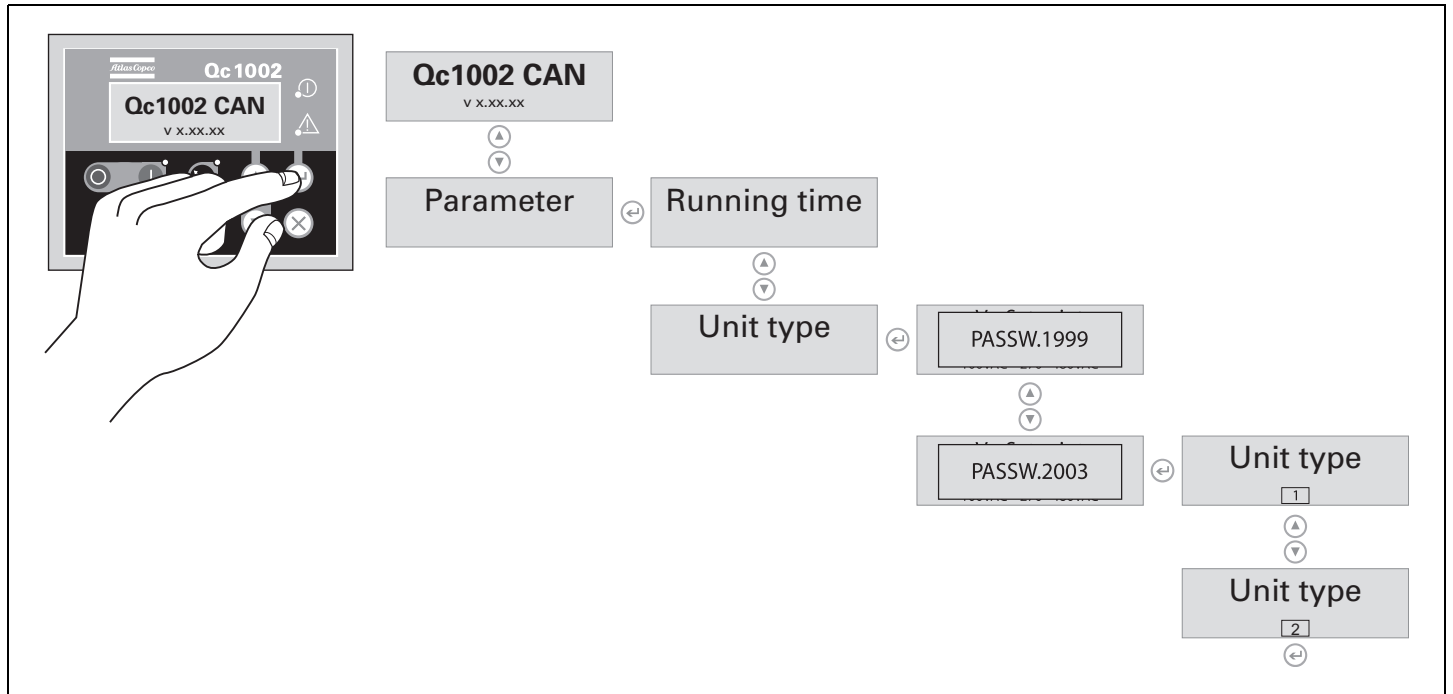 Atlas Copco
Qc1002
Qc1002 CAN
v x.xx.xx
Qc1002 CAN
v x.xx.xx
Parameter
Running time
Unit type
PASSW.1999
PASSW.2003
Unit type
1
Unit type
2